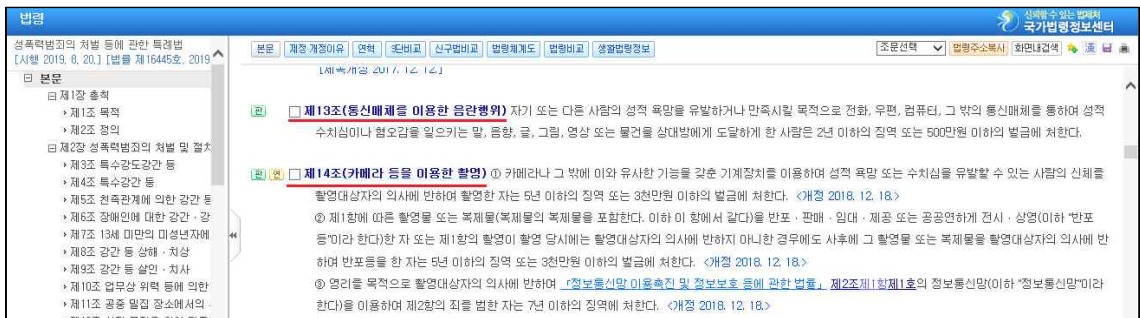 법령
신뢰할 수 있는 법제처
국가법령정보센터
성폭력범죄의 처벌 등에 관한 특례법
[시행 2019. 8. 20.] [법률 제16445호, 2019
본문 제정·개정이유 연혁 3단비교 신구법비교 법령체계도 법령비교 생활법령정보
조문선택 법령주소복사 화면내검색
본문
제1장 총칙
제1조 목적
제2조 정의
제2장 성폭력범죄의 처벌 및 절차
제3조 특수강도강간 등
제4조 특수강간 등
제5조 친족관계에 의한 강간 등
제6조 장애인에 대한 강간·강
제7조 13세 미만의 미성년자에
제8조 강간 등 상해·치상
제9조 강간 등 살인·치사
제10조 업무상 위력 등에 의한
제11조 공중 밀집 장소에서의
[제목개정 2017. 12. 12.]
판 제13조(통신매체를 이용한 음란행위) 자기 또는 다른 사람의 성적 욕망을 유발하거나 만족시킬 목적으로 전화, 우편, 컴퓨터, 그 밖의 통신매체를 통하여 성적
수치심이나 혐오감을 일으키는 말, 음향, 글, 그림, 영상 또는 물건을 상대방에게 도달하게 한 사람은 2년 이하의 징역 또는 500만원 이하의 벌금에 처한다.
판 연 제14조(카메라 등을 이용한 촬영) ① 카메라나 그 밖에 이와 유사한 기능을 갖춘 기계장치를 이용하여 성적 욕망 또는 수치심을 유발할 수 있는 사람의 신체를
촬영대상자의 의사에 반하여 촬영한 자는 5년 이하의 징역 또는 3천만원 이하의 벌금에 처한다. <개정 2018. 12. 18.>
② 제1항에 따른 촬영물 또는 복제물(복제물의 복제물을 포함한다. 이하 이 항에서 같다)을 반포·판매·임대·제공 또는 공공연하게 전시·상영(이하 "반포
등"이라 한다)한 자 또는 제1항의 촬영이 촬영 당시에는 촬영대상자의 의사에 반하지 아니한 경우에도 사후에 그 촬영물 또는 복제물을 촬영대상자의 의사에 반
하여 반포등을 한 자는 5년 이하의 징역 또는 3천만원 이하의 벌금에 처한다. <개정 2018. 12. 18.>
③ 영리를 목적으로 촬영대상자의 의사에 반하여 「정보통신망 이용촉진 및 정보보호 등에 관한 법률」 제2조제1항제1호의 정보통신망(이하 "정보통신망"이라
한다)을 이용하여 제2항의 죄를 범한 자는 7년 이하의 징역에 처한다. <개정 2018. 12. 18.>